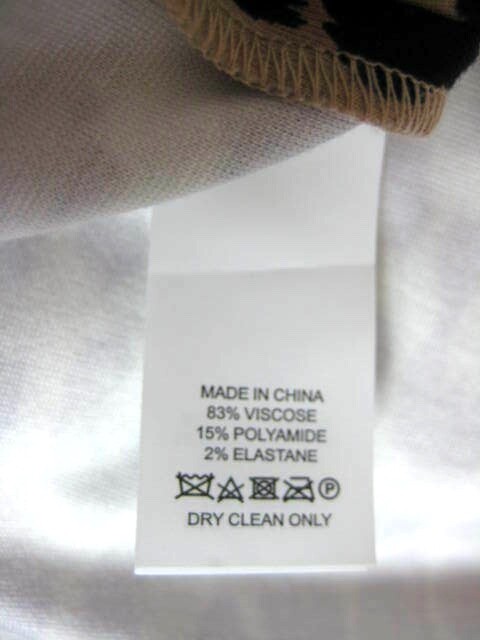 MADE IN CHINA
83% VISCOSE
15% POLYAMIDE
2% ELASTANE
P
DRY CLEAN ONLY